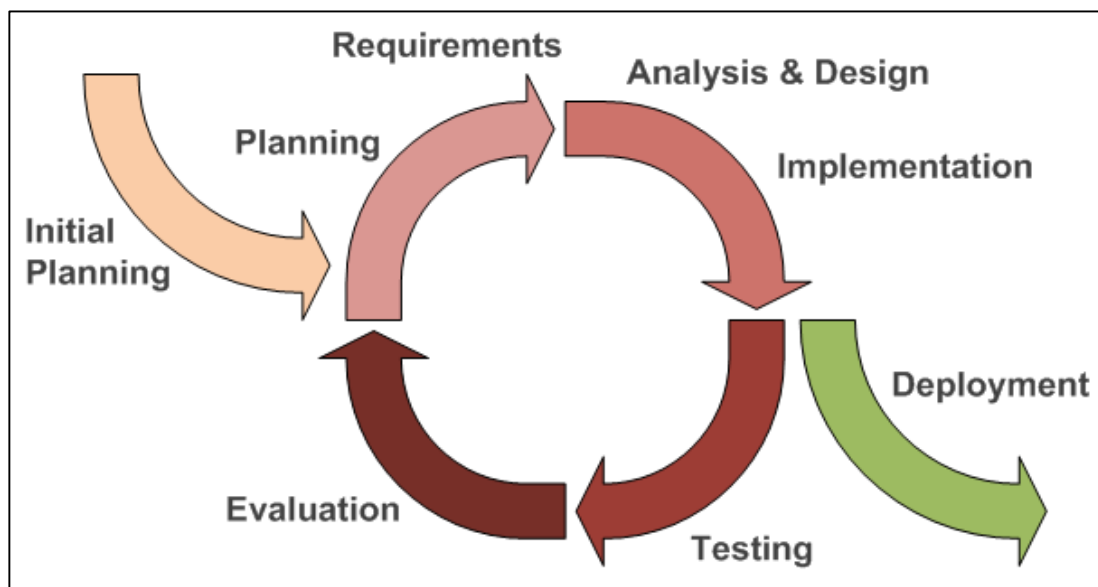 Requirements
Analysis & Design
Planning
Implementation
Initial
Planning
Deployment
Evaluation
Testing